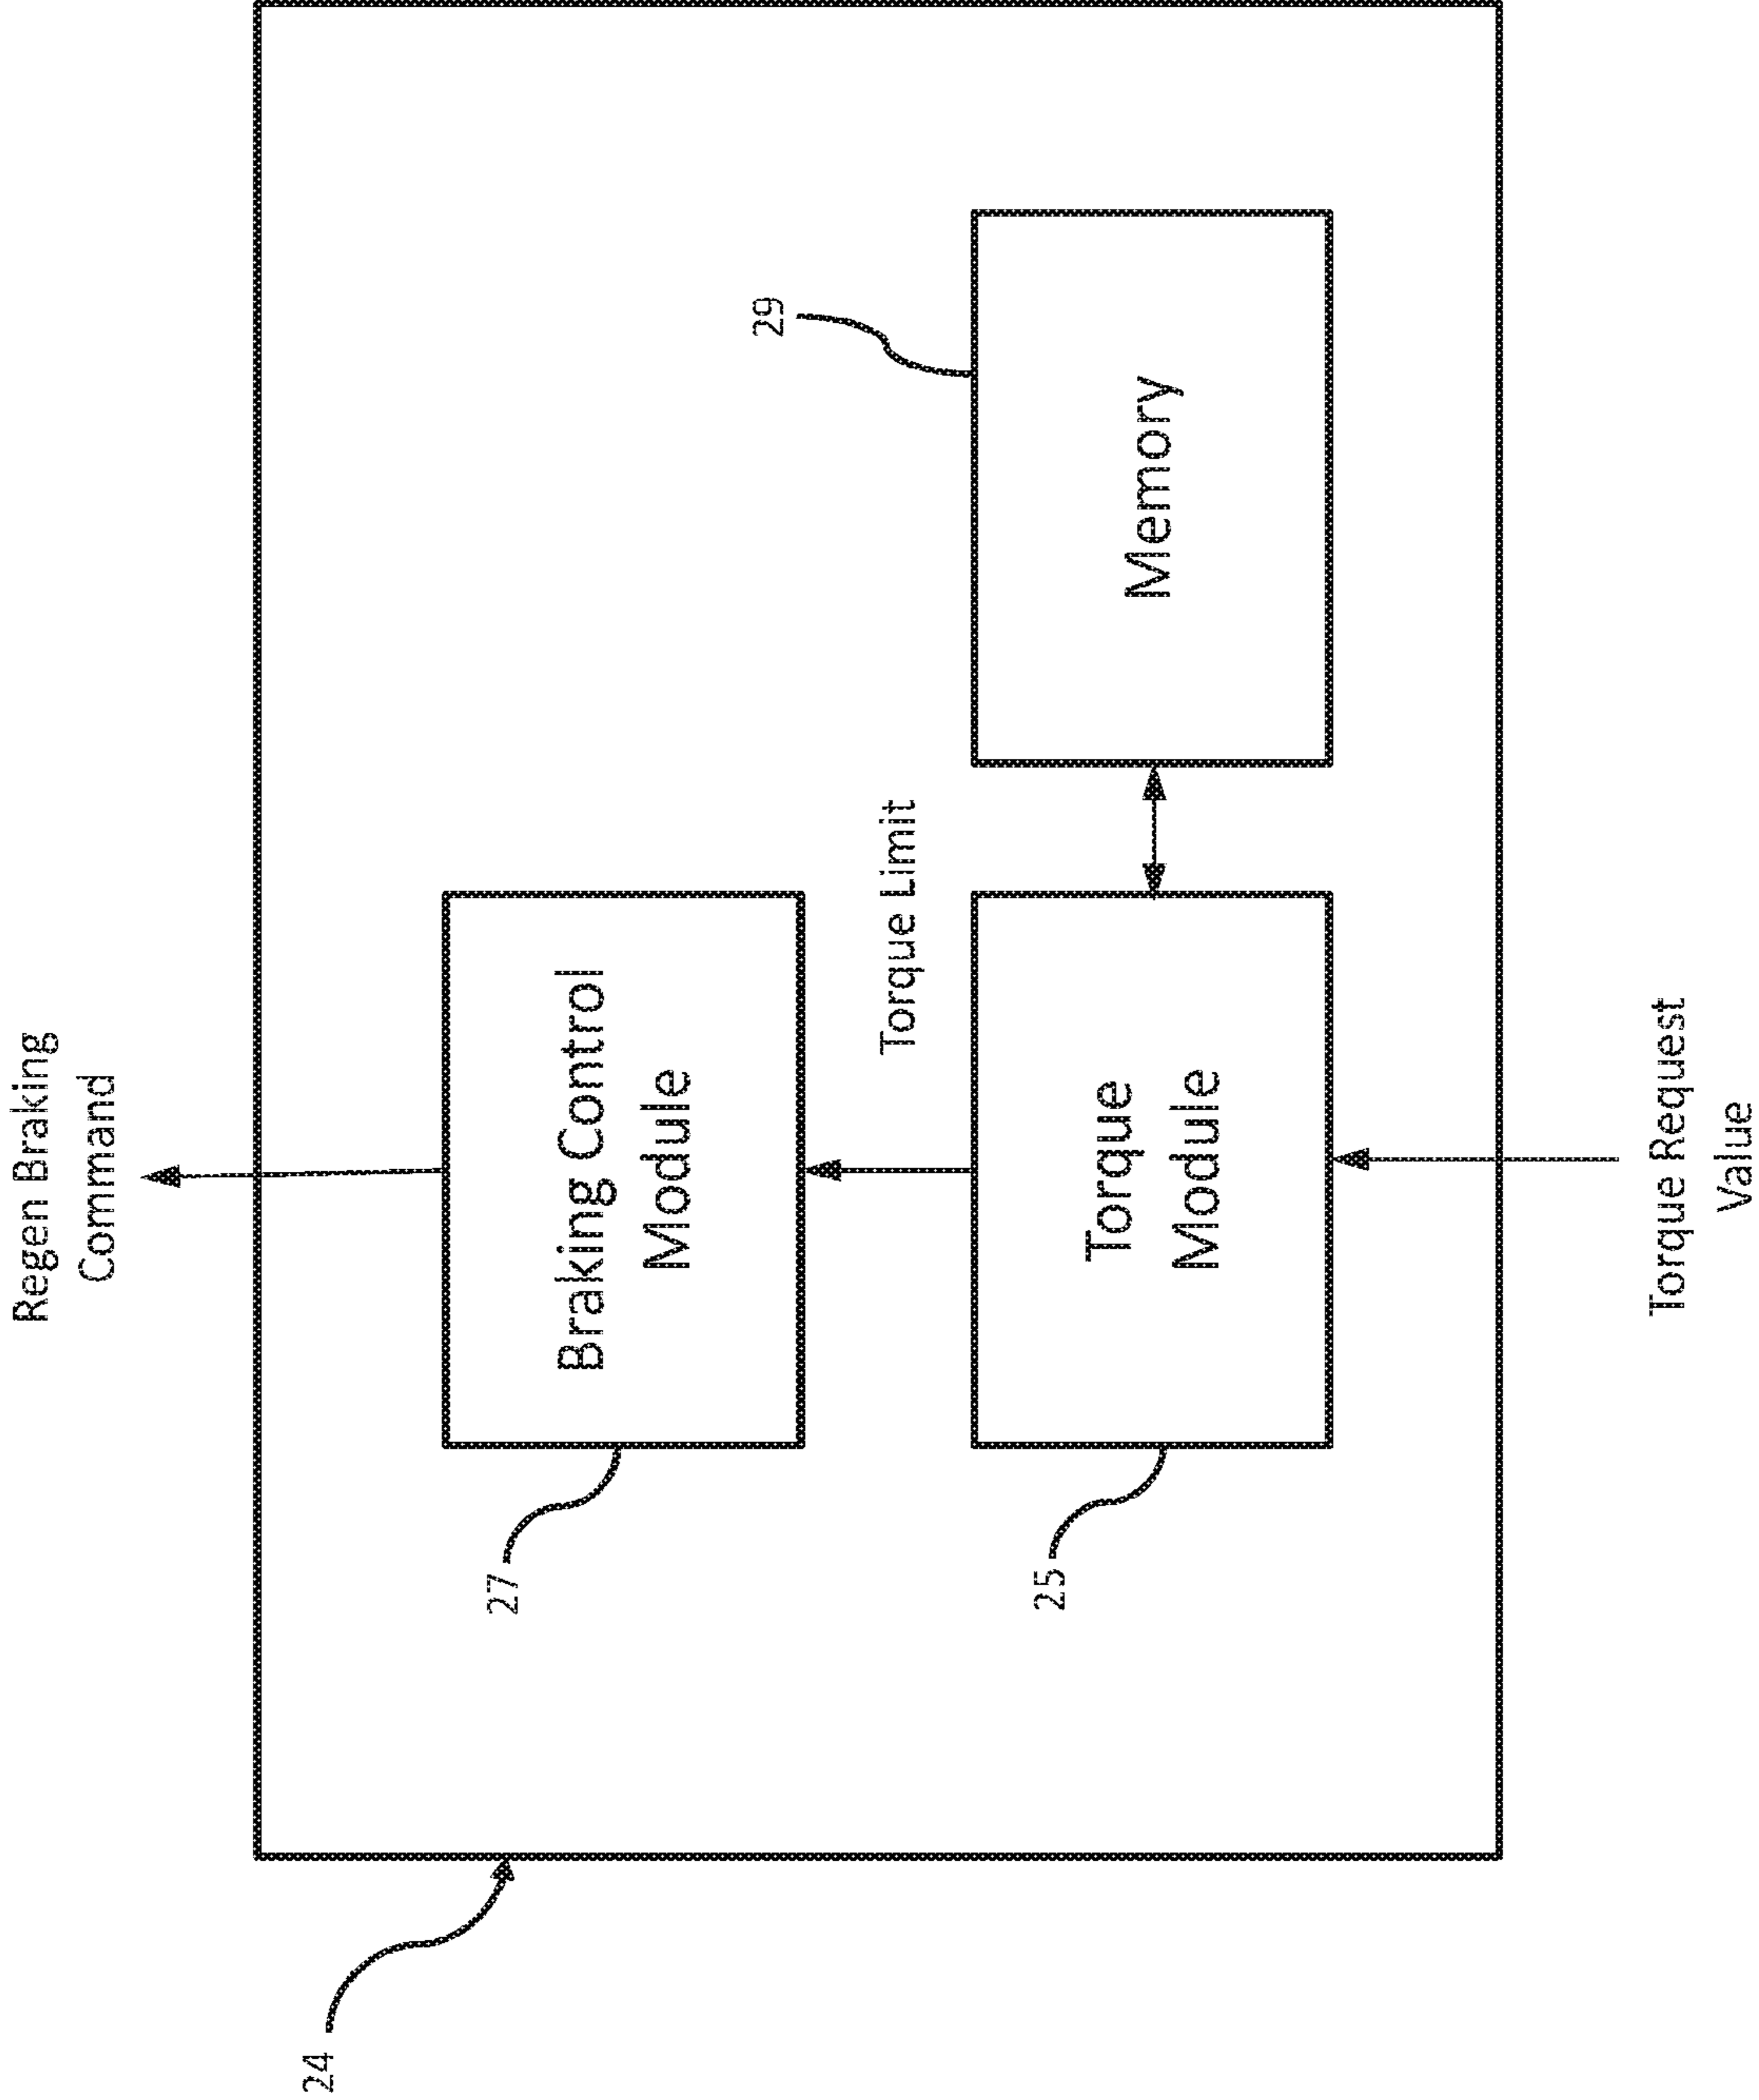 Regen Braking
Command
27
Braking Control
Module
Torque Limit
29
25
Torque
Module
Memory
24
Torque Request
Value